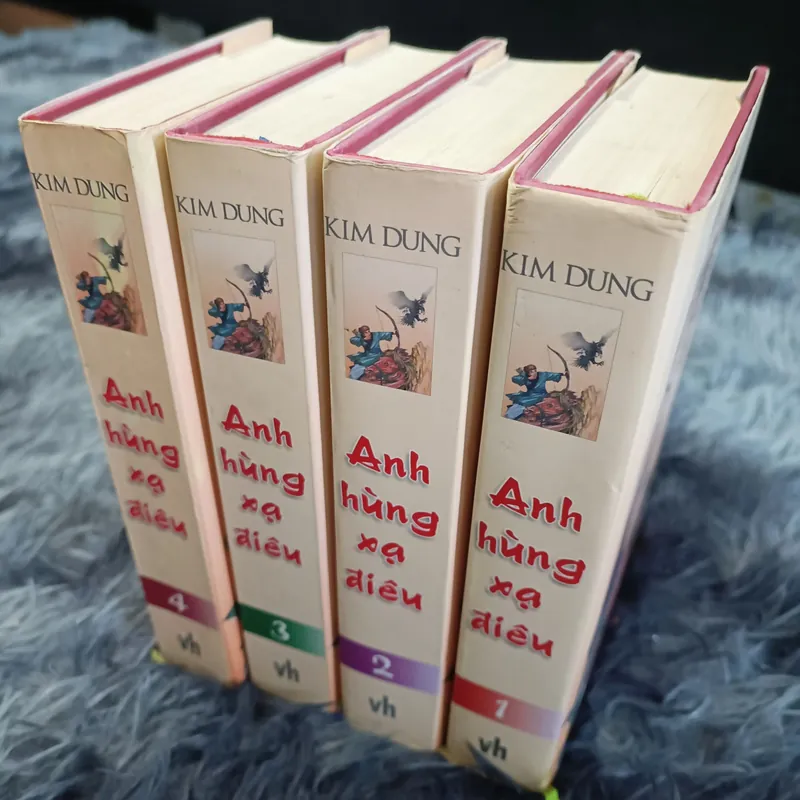 KIM DUNG
Anh
hùng
xạ
điêu
4
vh
KIM DUNG
Anh
hùng
xạ
điêu
3
vh
KIM DUNG
Anh
hùng
xạ
điêu
2
vh
KIM DUNG
Anh
hùng
xạ
điêu
1
vh